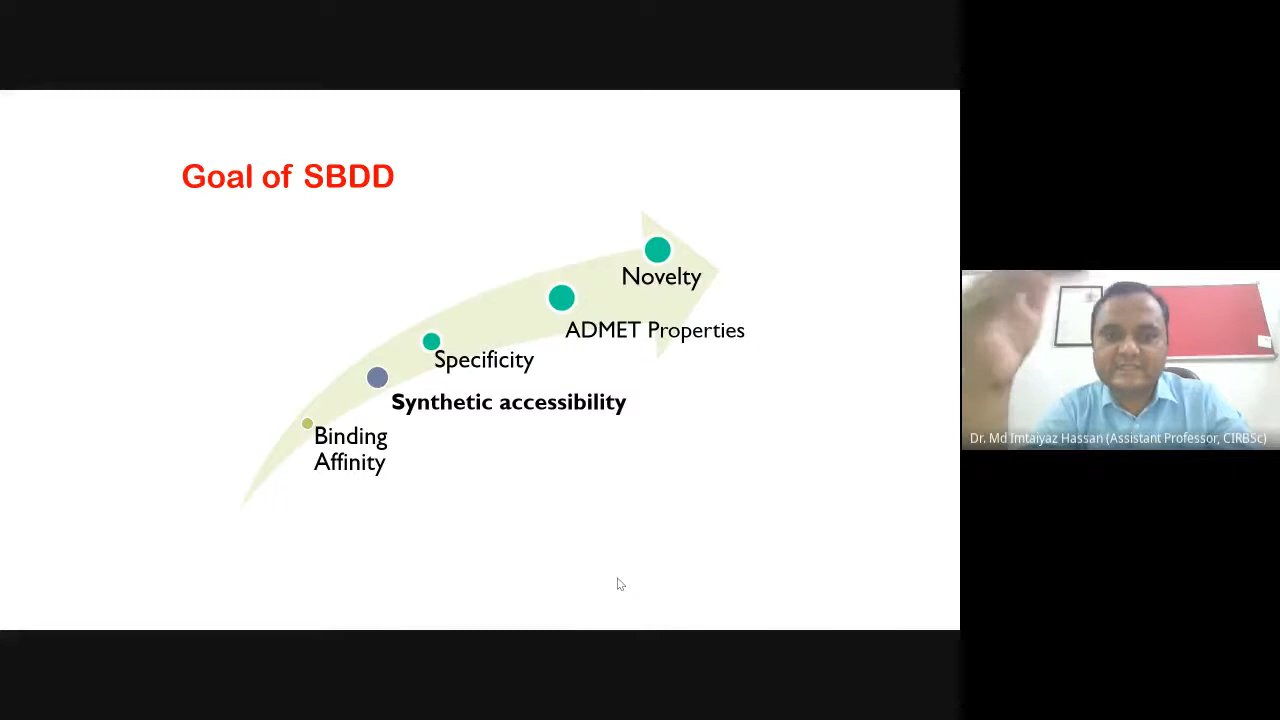 Goal of SBDD
Novelty
ADMET Properties
Specificity
Synthetic accessibility
Binding
Affinity
Dr. Md Imtaiyaz Hassan (Assistant Professor, CIRBSc)